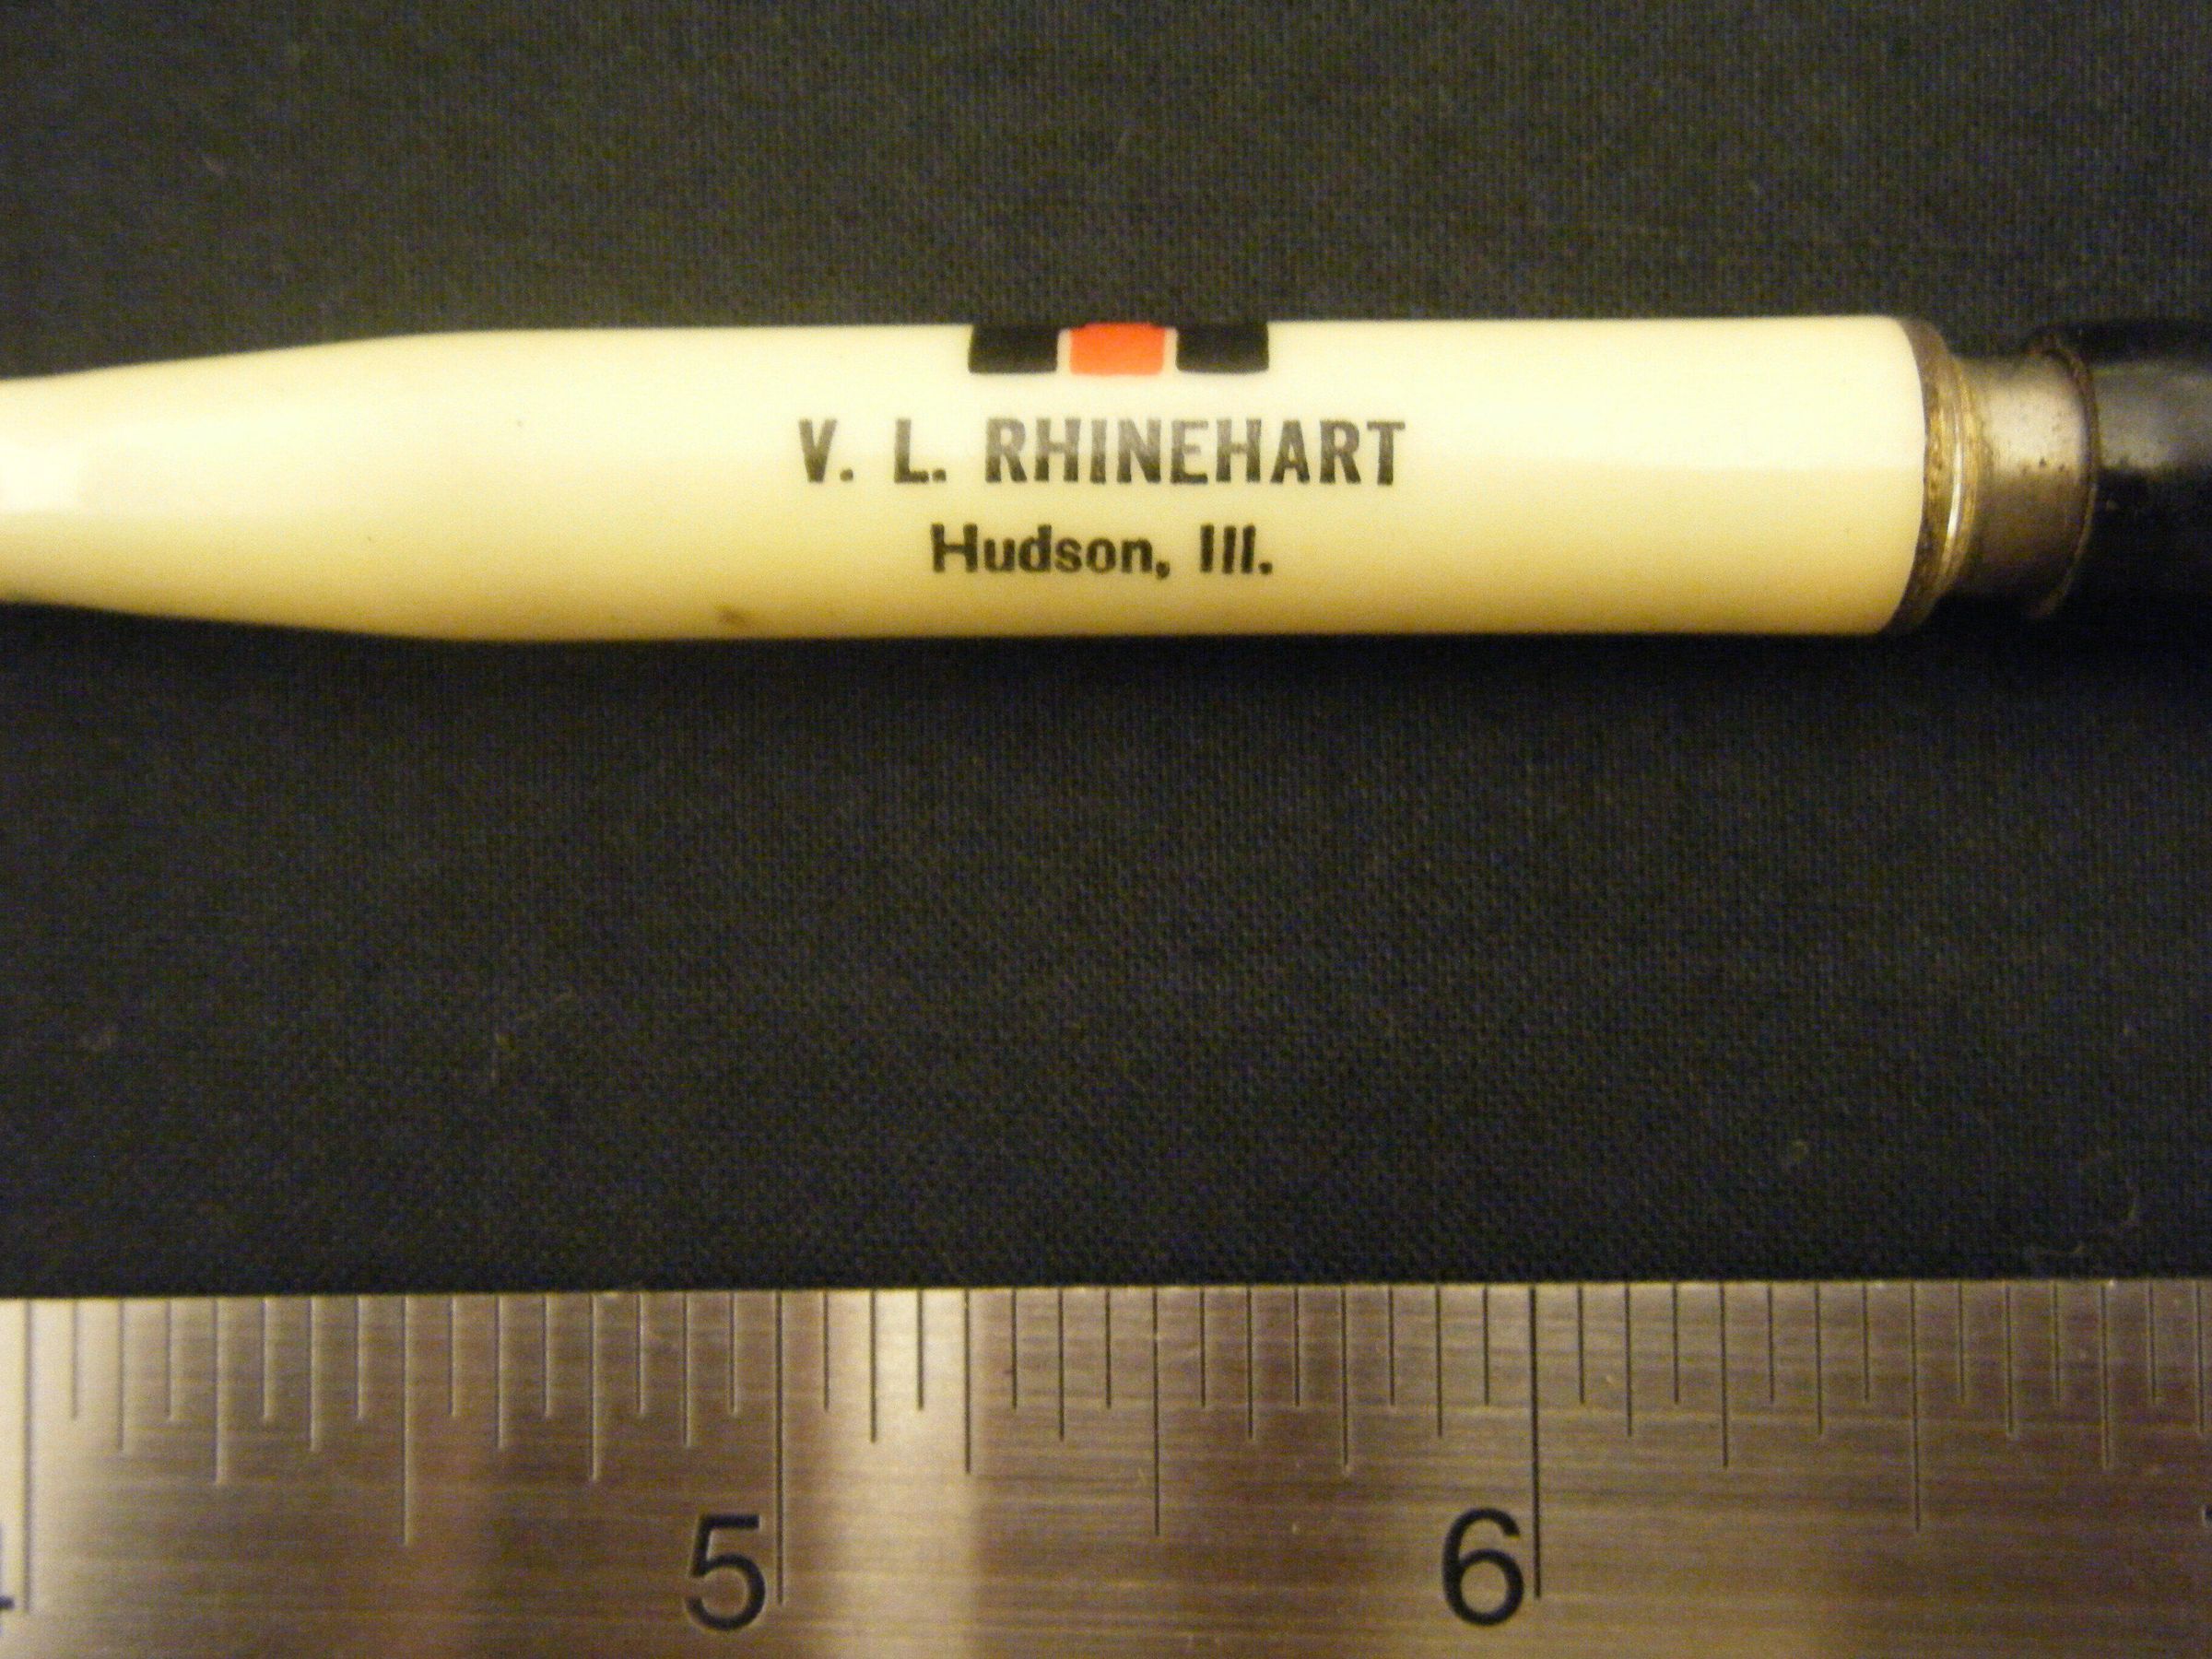 V. L. RHINEHART
Hudson, Ill.
5 6